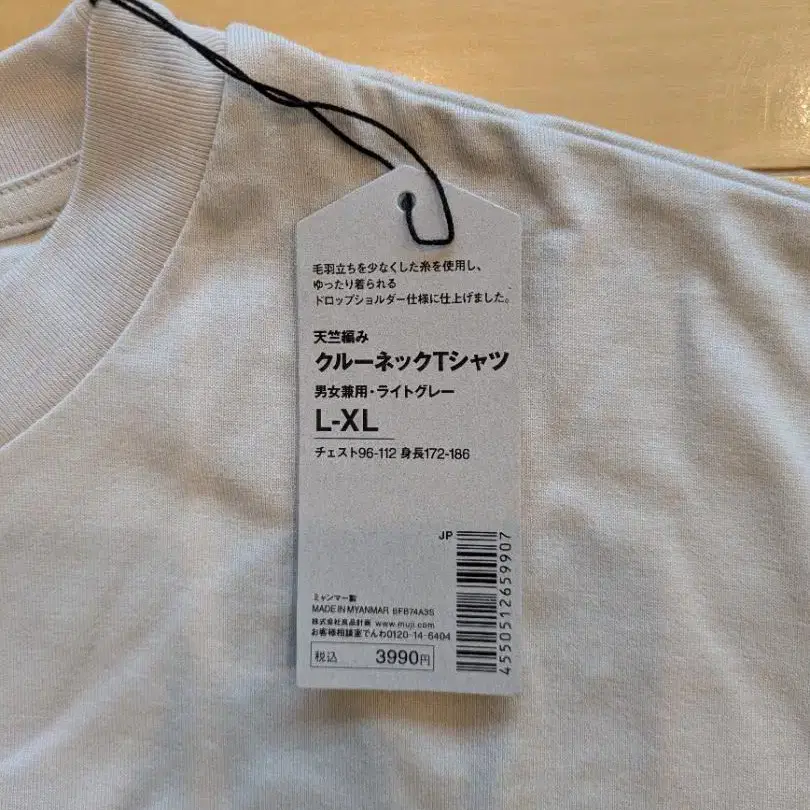 毛羽立ちを少なくした糸を使用し、
ゆったり着られる
ドロップショルダー仕様に仕上げました。
天竺編み
クルーネックTシャツ
男女兼用・ライトグレー
L-XL
チェスト96-112 身長172-186
JP
4550512659907
ミャンマー製
MADE IN MYANMAR 6FB74A3S
株式会社良品計画 www.muji.com
お客様相談室でんわ0120-14-6404
税込 3990円